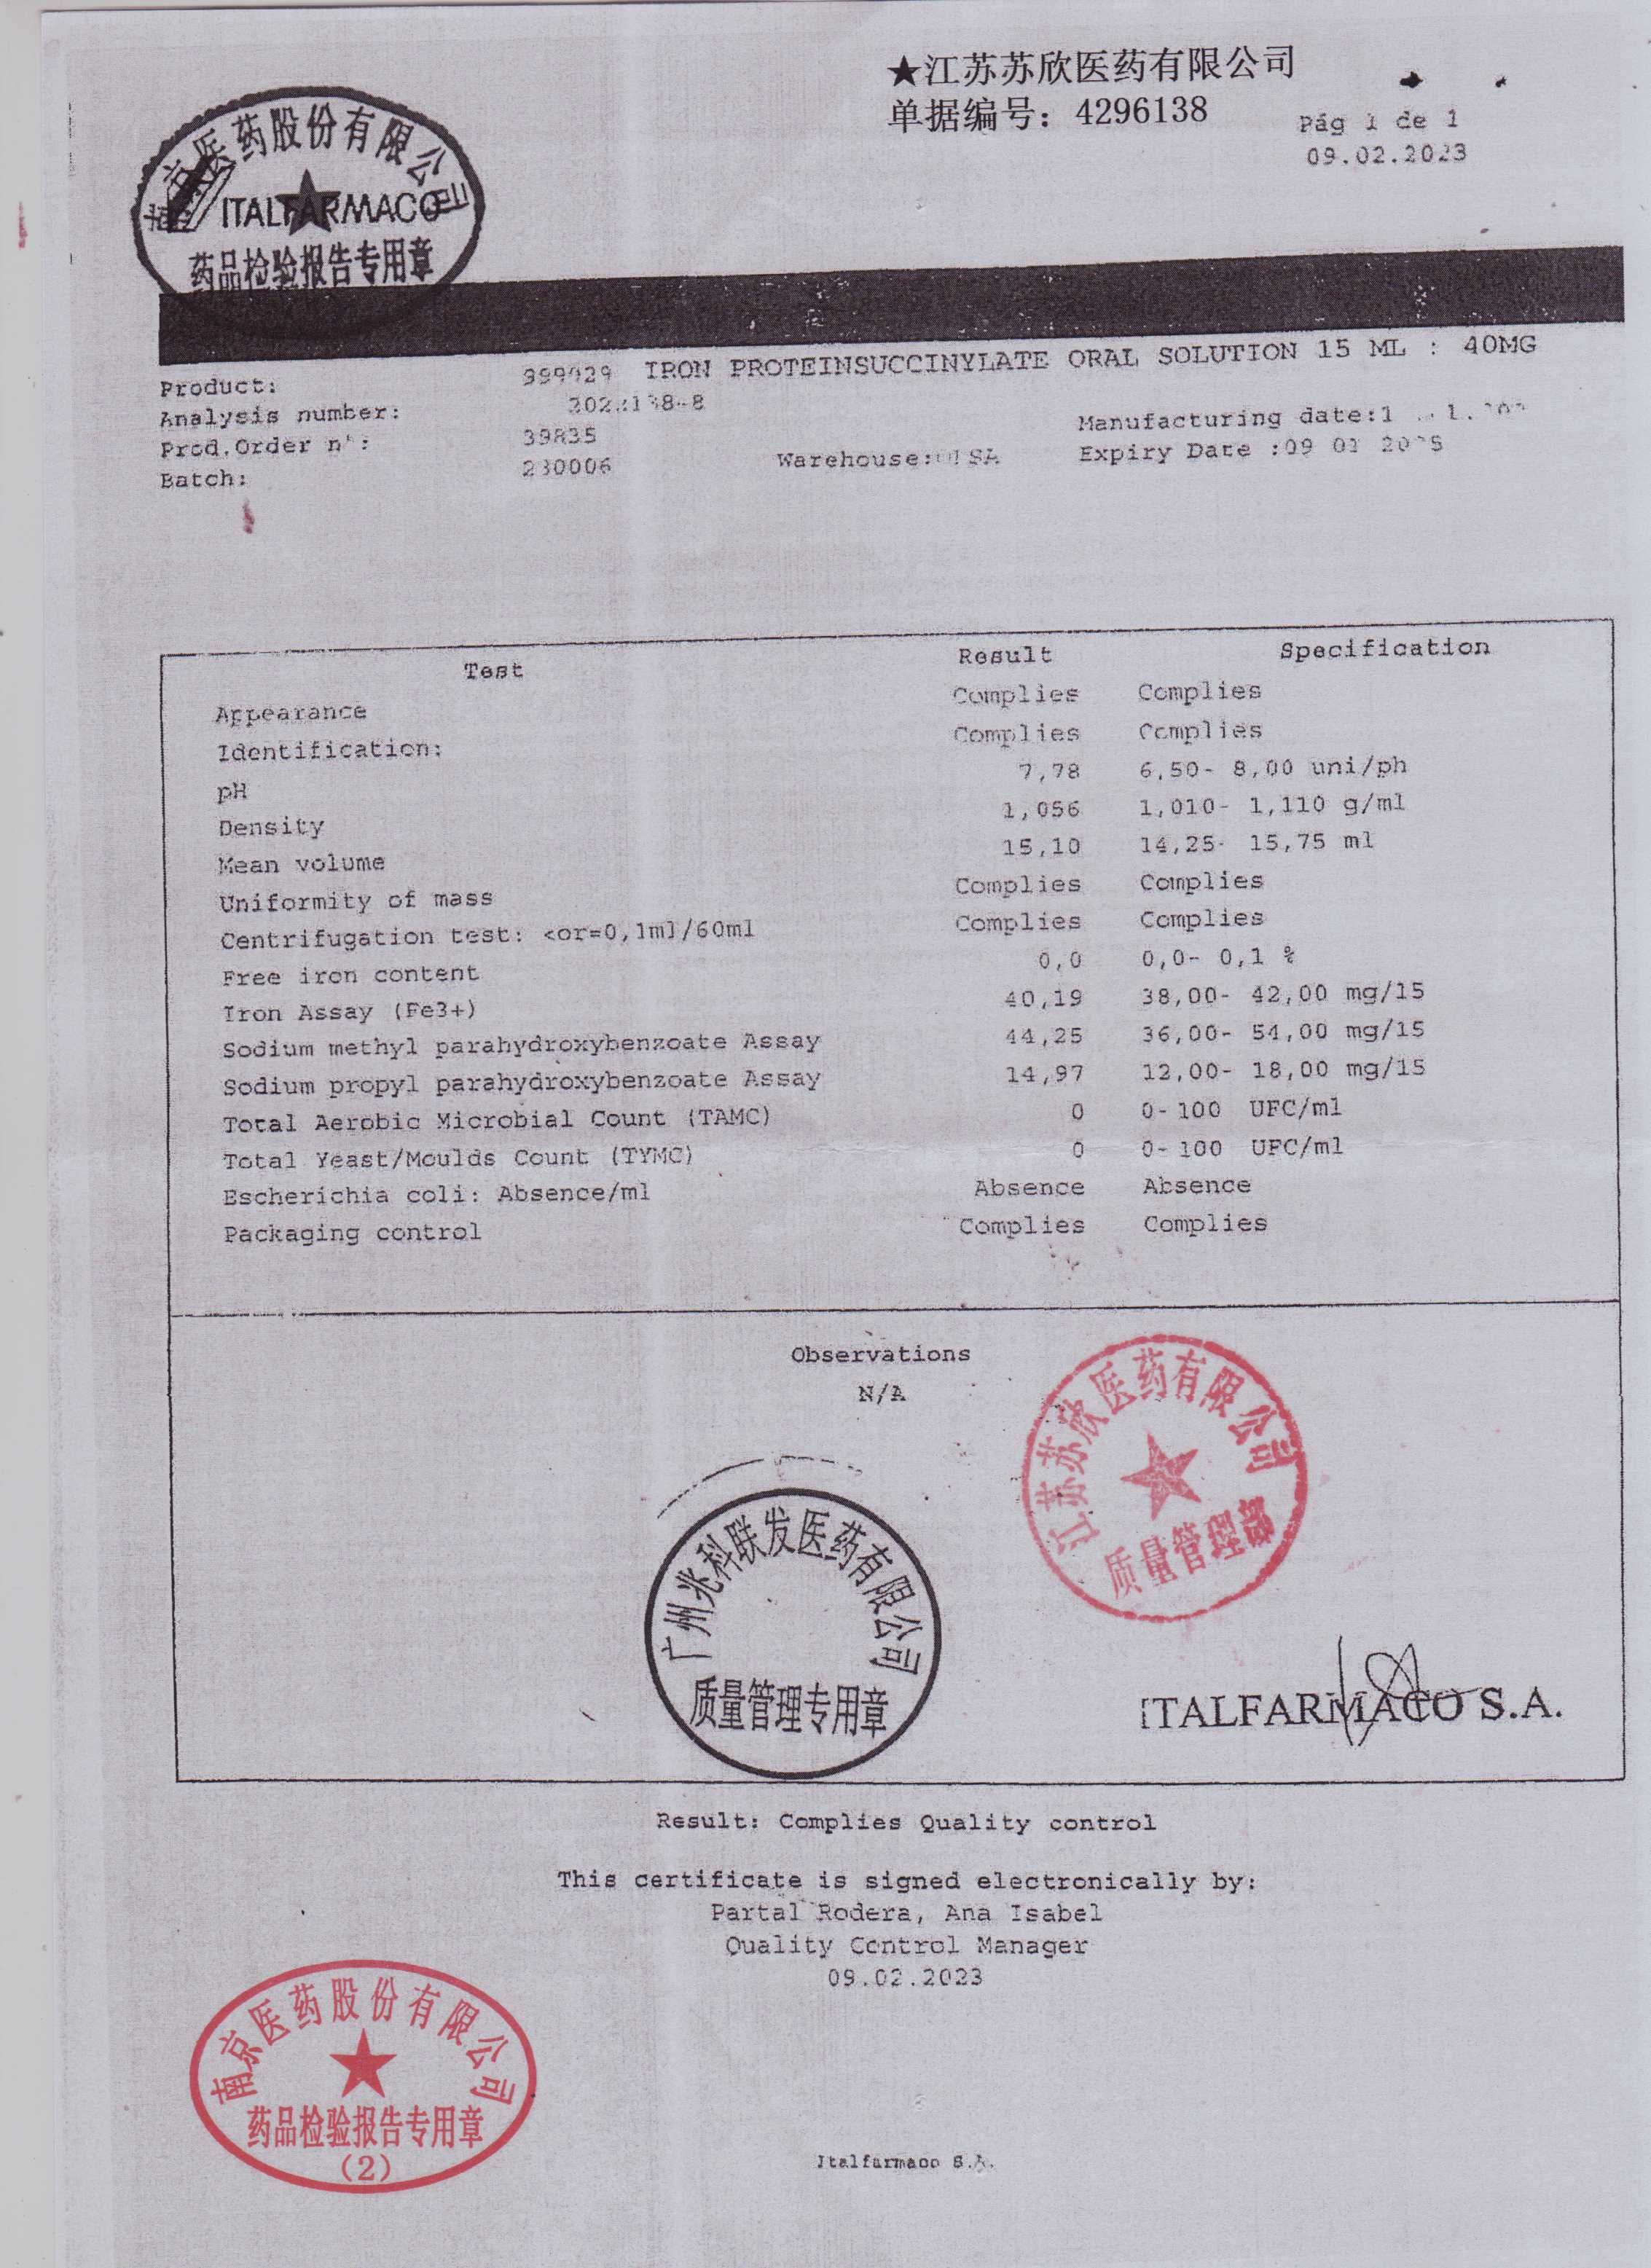 ★江苏苏欣医药有限公司
单据编号：4296138
Pág 1 de 1
09.02.2023
南京医药股份有限公司
ITALFARMACO
药品检验报告专用章
Product: IRON PROTEINSUCCINYLATE ORAL SOLUTION 15 ML : 40MG
Analysis number:
Prod.Order nº: 39835 Manufacturing date:
Batch: 230006 Warehouse: Expiry Date :09
Test Result Specification
Appearance Complies Complies
Identification: Complies Complies
pH 7,78 6,50- 8,00 uni/ph
Density 1,056 1,010- 1,110 g/ml
Mean volume 15,10 14,25- 15,75 ml
Uniformity of mass Complies Complies
Centrifugation test: <or=0,1ml/60ml Complies Complies
Free iron content 0,0 0,0- 0,1 %
Iron Assay (Fe3+) 40,19 38,00- 42,00 mg/15
Sodium methyl parahydroxybenzoate Assay 44,25 36,00- 54,00 mg/15
Sodium propyl parahydroxybenzoate Assay 14,97 12,00- 18,00 mg/15
Total Aerobic Microbial Count (TAMC) 0 0- 100 UFC/ml
Total Yeast/Moulds Count (TYMC) 0 0- 100 UFC/ml
Escherichia coli: Absence/ml Absence Absence
Packaging control Complies Complies
Observations
N/A
江苏苏欣医药有限公司
质量管理部
广州兆科联发医药有限公司
质量管理专用章
ITALFARMACO S.A.
Result: Complies Quality control
This certificate is signed electronically by:
Partal Rodera, Ana Isabel
Quality Control Manager
09.02.2023
南京医药股份有限公司
药品检验报告专用章
(2)
Italfarmaco S.A.